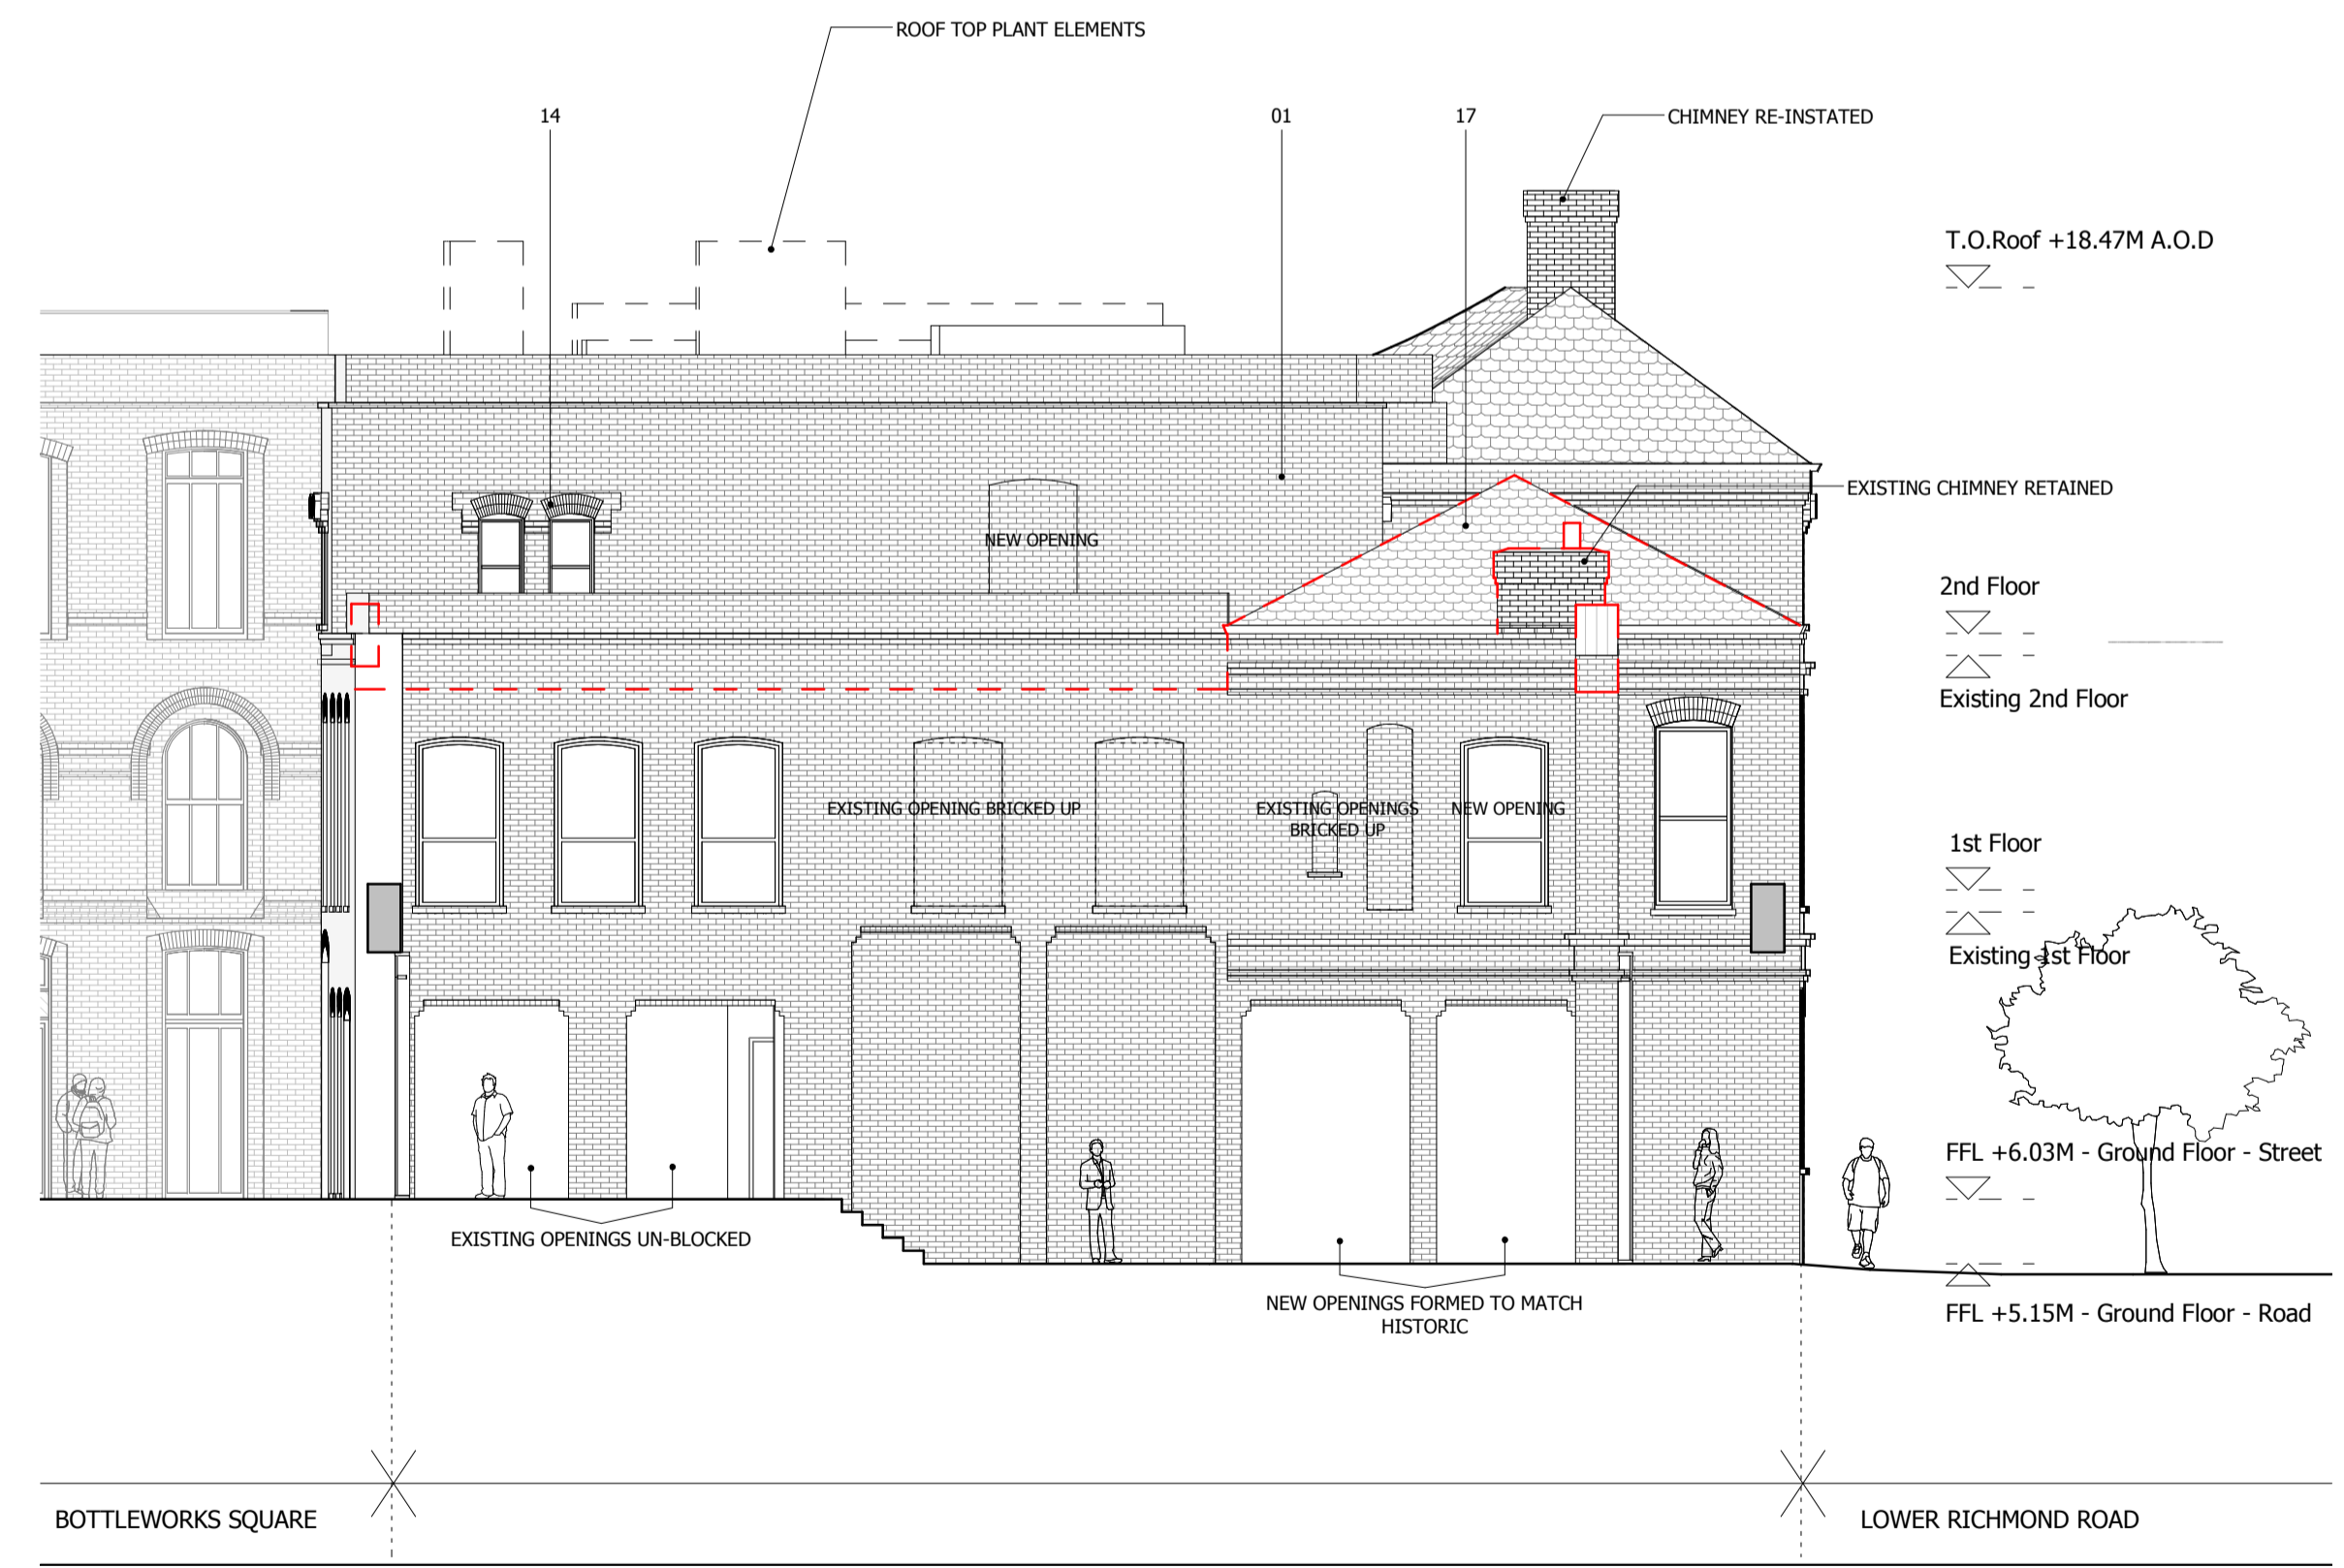 ROOF TOP PLANT ELEMENTS
14
01
17
CHIMNEY RE-INSTATED
T.O.Roof +18.47M A.O.D
EXISTING CHIMNEY RETAINED
NEW OPENING
2nd Floor
Existing 2nd Floor
EXISTING OPENING BRICKED UP
EXISTING OPENINGS
BRICKED UP
NEW OPENING
1st Floor
Existing 1st Floor
FFL +6.03M - Ground Floor - Street
EXISTING OPENINGS UN-BLOCKED
NEW OPENINGS FORMED TO MATCH
HISTORIC
FFL +5.15M - Ground Floor - Road
BOTTLEWORKS SQUARE
LOWER RICHMOND ROAD